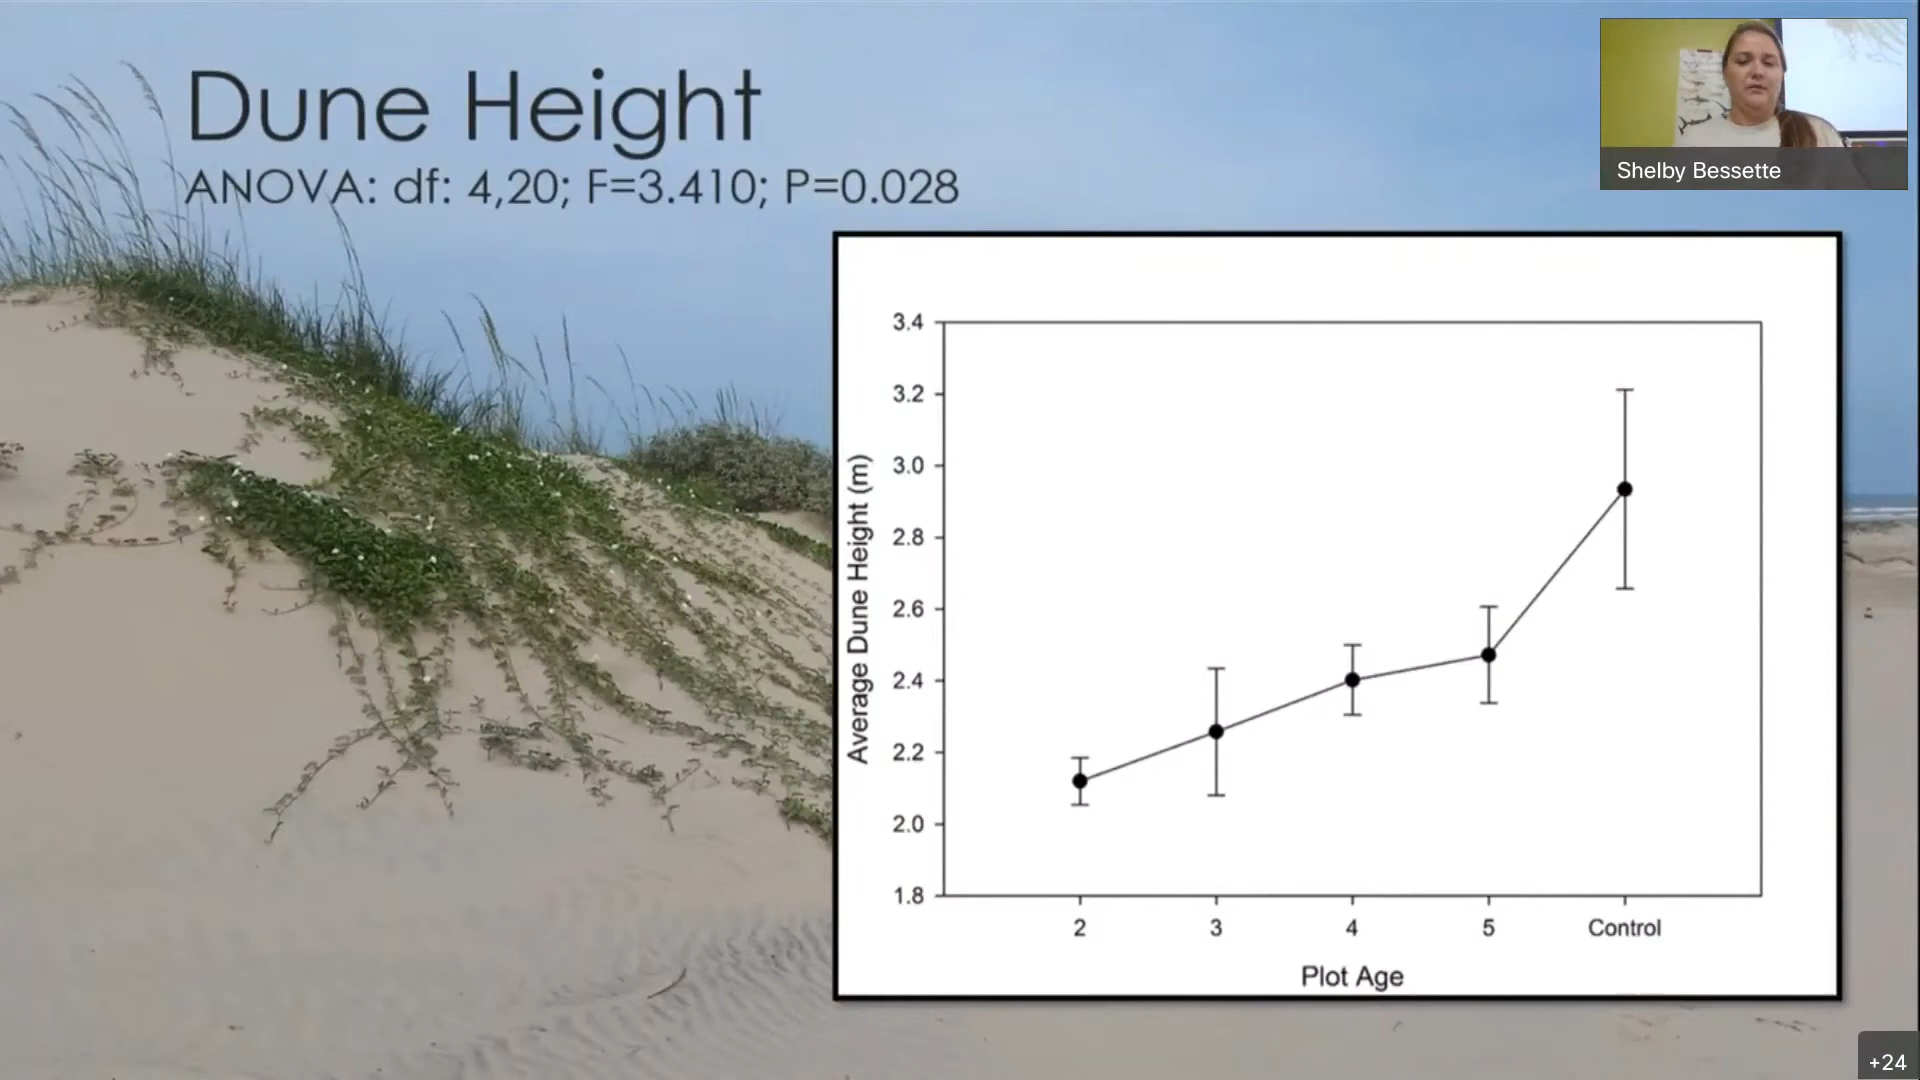 Dune Height
ANOVA: df: 4,20; F=3.410; P=0.028
Shelby Bessette
3.4
3.2
3.0
2.8
2.6
2.4
2.2
2.0
1.8
Average Dune Height (m)
2 3 4 5 Control
Plot Age
+24